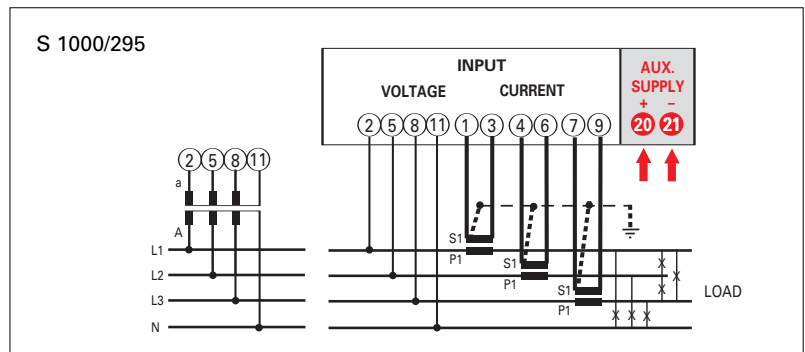 S 1000/295
INPUT
VOLTAGE CURRENT
AUX.
SUPPLY
+ –
2 5 8 11 1 3 4 6 7 9 20 21
2 5 8 11
a
A
S1
L1
P1
S1
L2
P1
S1
LOAD
L3
P1
N
X
X
X
X X X